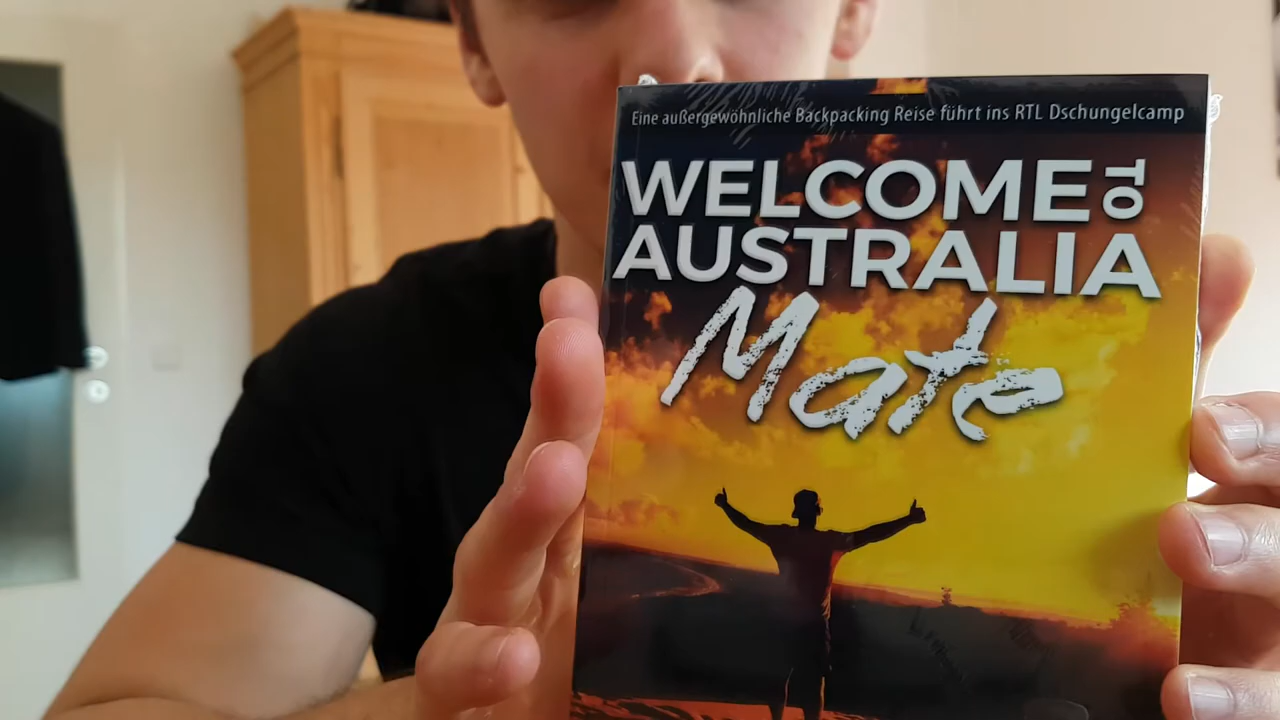 Eine außergewöhnliche Backpacking Reise führt ins RTL Dschungelcamp
WELCOME TO
AUSTRALIA
Mate